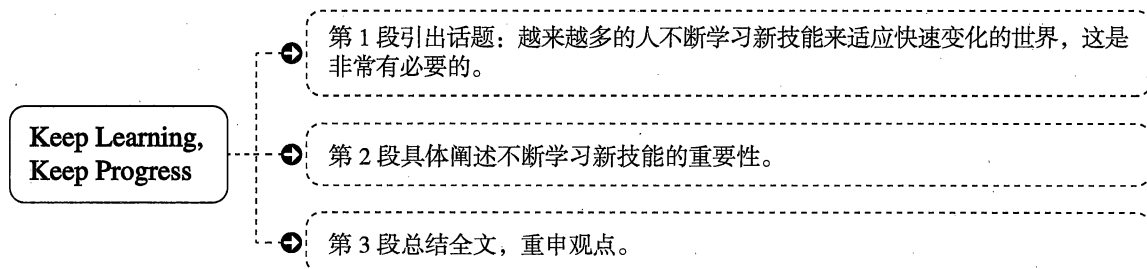 第 1 段引出话题：越来越多的人不断学习新技能来适应快速变化的世界，这是
非常有必要的。
Keep Learning,
Keep Progress
第 2 段具体阐述不断学习新技能的重要性。
第 3 段总结全文，重申观点。